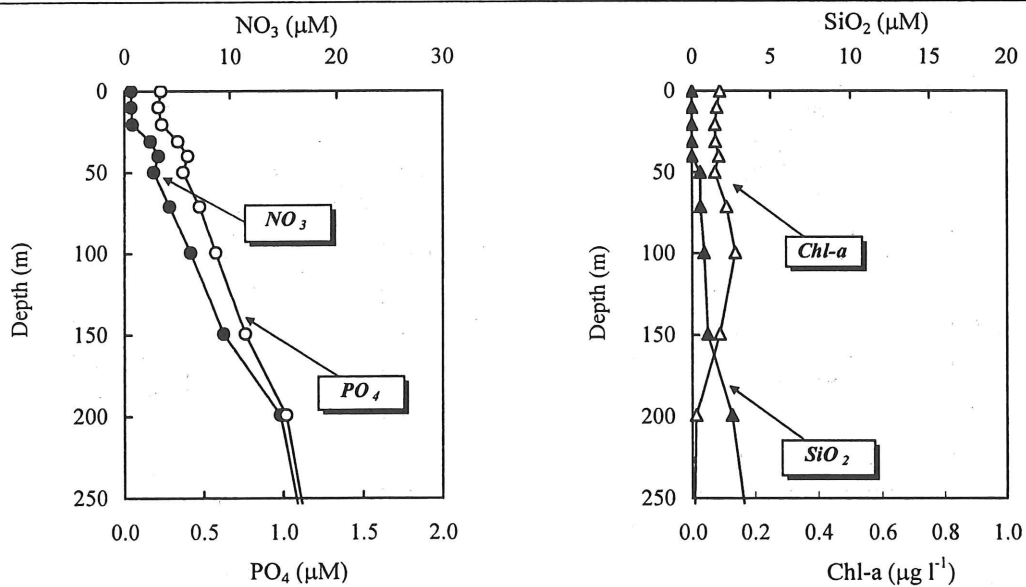 NO3 (μM)
0 10 20 30
0
50
100
150
200
250
Depth (m)
NO3
PO4
0.0 0.5 1.0 1.5 2.0
PO4 (μM)
SiO2 (μM)
0 5 10 15 20
0
50
100
150
200
250
Depth (m)
Chl-a
SiO2
0.0 0.2 0.4 0.6 0.8 1.0
Chl-a (μg l-1)